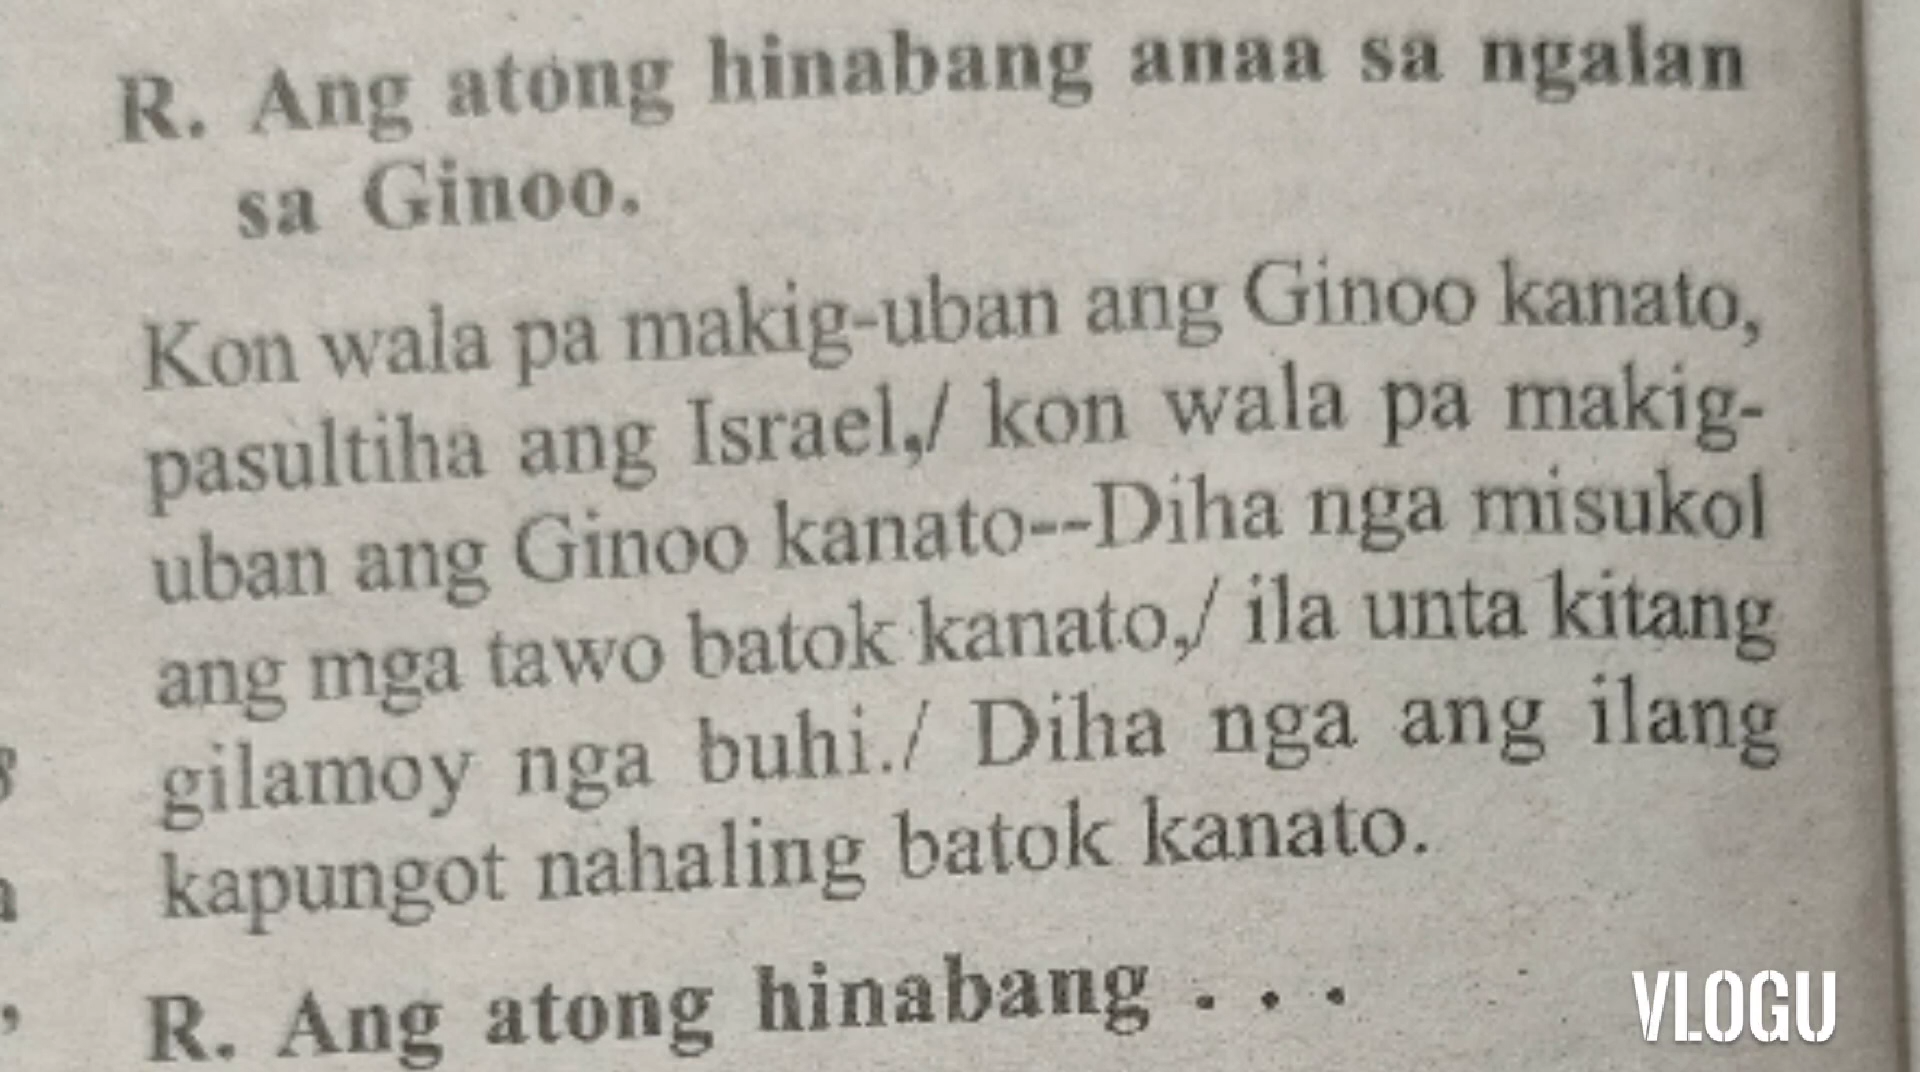 R. Ang atong hinabang anaa sa ngalan
sa Ginoo.
Kon wala pa makig-uban ang Ginoo kanato,
pasultiha ang Israel,/ kon wala pa makig-
uban ang Ginoo kanato--Diha nga misukol
ang mga tawo batok kanato,/ ila unta kitang
gilamoy nga buhi./ Diha nga ang ilang
kapungot nahaling batok kanato.
R. Ang atong hinabang . . .
VLOGU